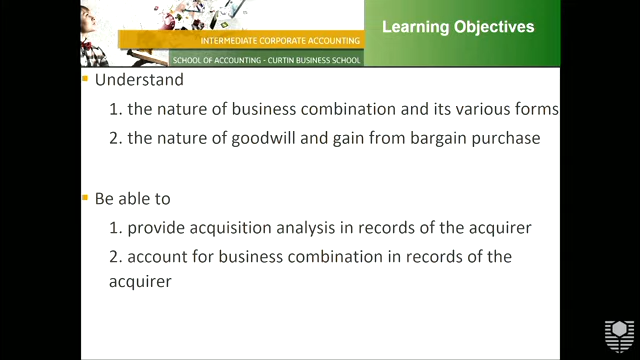 Learning Objectives
INTERMEDIATE CORPORATE ACCOUNTING
SCHOOL OF ACCOUNTING - CURTIN BUSINESS SCHOOL
Understand
1. the nature of business combination and its various forms
2. the nature of goodwill and gain from bargain purchase
Be able to
1. provide acquisition analysis in records of the acquirer
2. account for business combination in records of the
acquirer